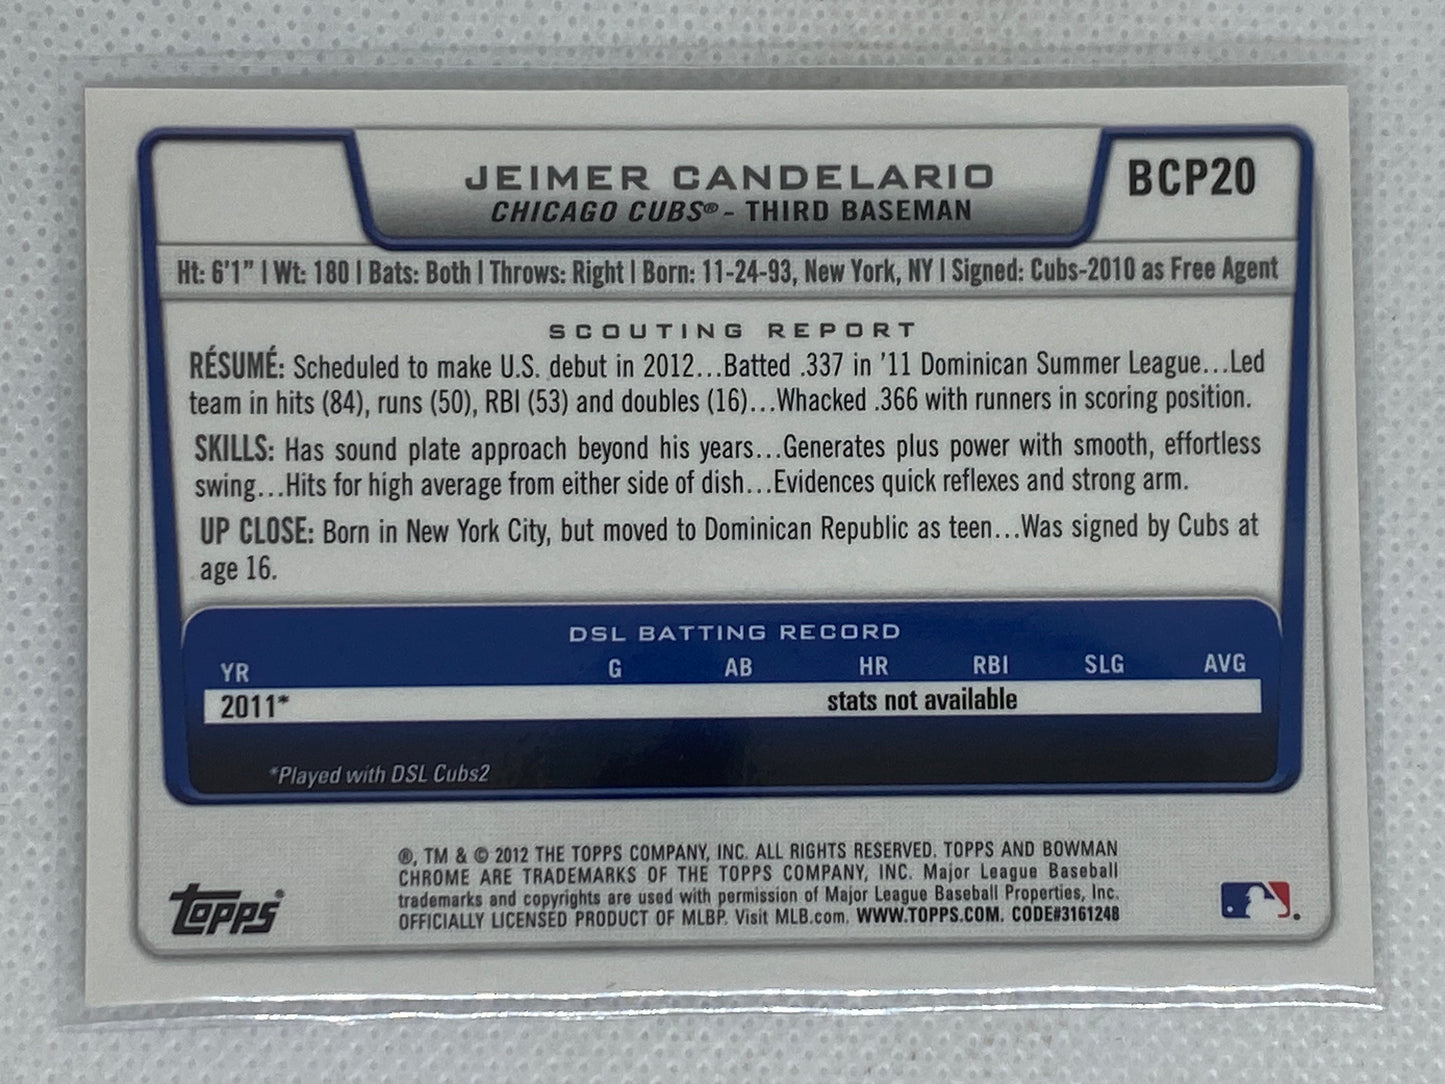 JEIMER CANDELARIO
BCP20
CHICAGO CUBS® - THIRD BASEMAN
Ht: 6'1" | Wt: 180 | Bats: Both | Throws: Right | Born: 11-24-93, New York, NY | Signed: Cubs-2010 as Free Agent
SCOUTING REPORT
RÉSUMÉ: Scheduled to make U.S. debut in 2012...Batted .337 in '11 Dominican Summer League...Led
team in hits (84), runs (50), RBI (53) and doubles (16)...Whacked .366 with runners in scoring position.
SKILLS: Has sound plate approach beyond his years...Generates plus power with smooth, effortless
swing...Hits for high average from either side of dish...Evidences quick reflexes and strong arm.
UP CLOSE: Born in New York City, but moved to Dominican Republic as teen...Was signed by Cubs at
age 16.
DSL BATTING RECORD
YR G AB HR RBI SLG AVG
2011* stats not available
*Played with DSL Cubs2
®, TM & © 2012 THE TOPPS COMPANY, INC. ALL RIGHTS RESERVED. TOPPS AND BOWMAN
CHROME ARE TRADEMARKS OF THE TOPPS COMPANY, INC. Major League Baseball
trademarks and copyrights are used with permission of Major League Baseball Properties, Inc.
OFFICIALLY LICENSED PRODUCT OF MLBP. Visit MLB.com. WWW.TOPPS.COM. CODE#3161248
Topps®